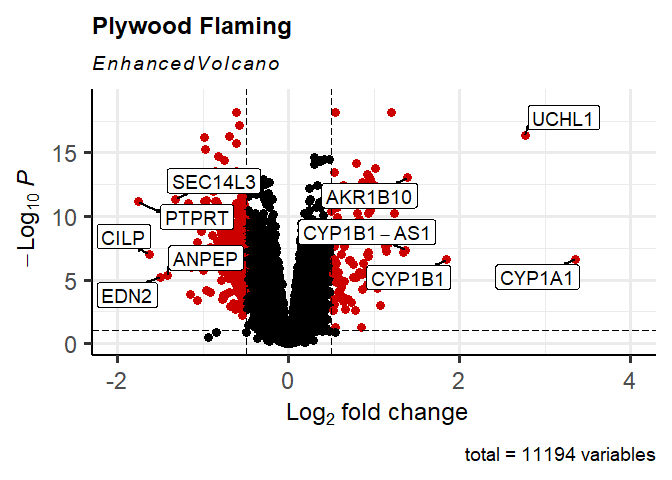 Plywood Flaming
EnhancedVolcano
UCHL1
SEC14L3
AKR1B10
PTPRT
CILP
CYP1B1 – AS1
ANPEP
CYP1B1
CYP1A1
EDN2
– Log10 P
15
10
5
0
-2
0
2
4
Log2 fold change
total = 11194 variables